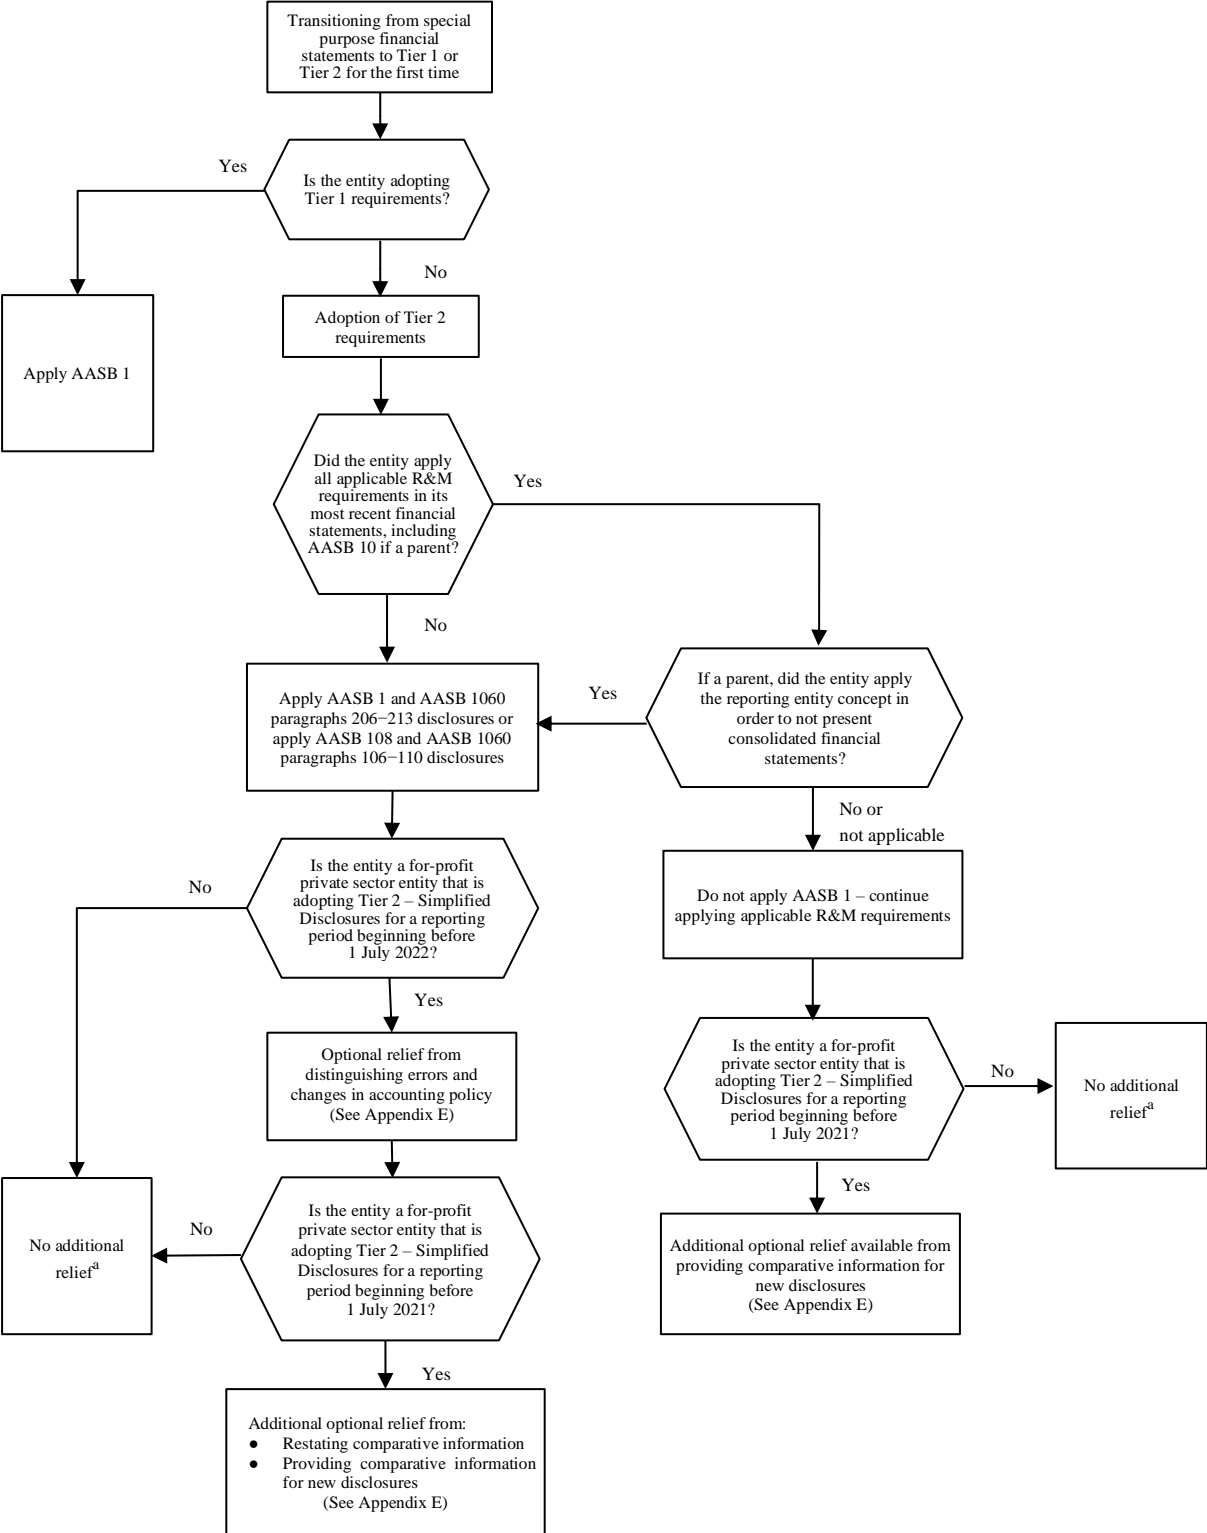 Transitioning from special
purpose financial
statements to Tier 1 or
Tier 2 for the first time
Yes
Is the entity adopting
Tier 1 requirements?
No
Adoption of Tier 2
requirements
Apply AASB 1
Did the entity apply
all applicable R&M
requirements in its
most recent financial
statements, including
AASB 10 if a parent?
Yes
No
Apply AASB 1 and AASB 1060
paragraphs 206−213 disclosures or
apply AASB 108 and AASB 1060
paragraphs 106−110 disclosures
Yes
If a parent, did the entity apply
the reporting entity concept in
order to not present
consolidated financial
statements?
No or
not applicable
No
Is the entity a for-profit
private sector entity that is
adopting Tier 2 – Simplified
Disclosures for a reporting
period beginning before
1 July 2022?
Do not apply AASB 1 – continue
applying applicable R&M requirements
Yes
Optional relief from
distinguishing errors and
changes in accounting policy
(See Appendix E)
Is the entity a for-profit
private sector entity that is
adopting Tier 2 – Simplified
Disclosures for a reporting
period beginning before
1 July 2021?
No
No additional
reliefa
Yes
No additional
reliefa
No
Is the entity a for-profit
private sector entity that is
adopting Tier 2 – Simplified
Disclosures for a reporting
period beginning before
1 July 2021?
Additional optional relief available from
providing comparative information for
new disclosures
(See Appendix E)
Yes
Additional optional relief from:
● Restating comparative information
● Providing comparative information
for new disclosures
(See Appendix E)